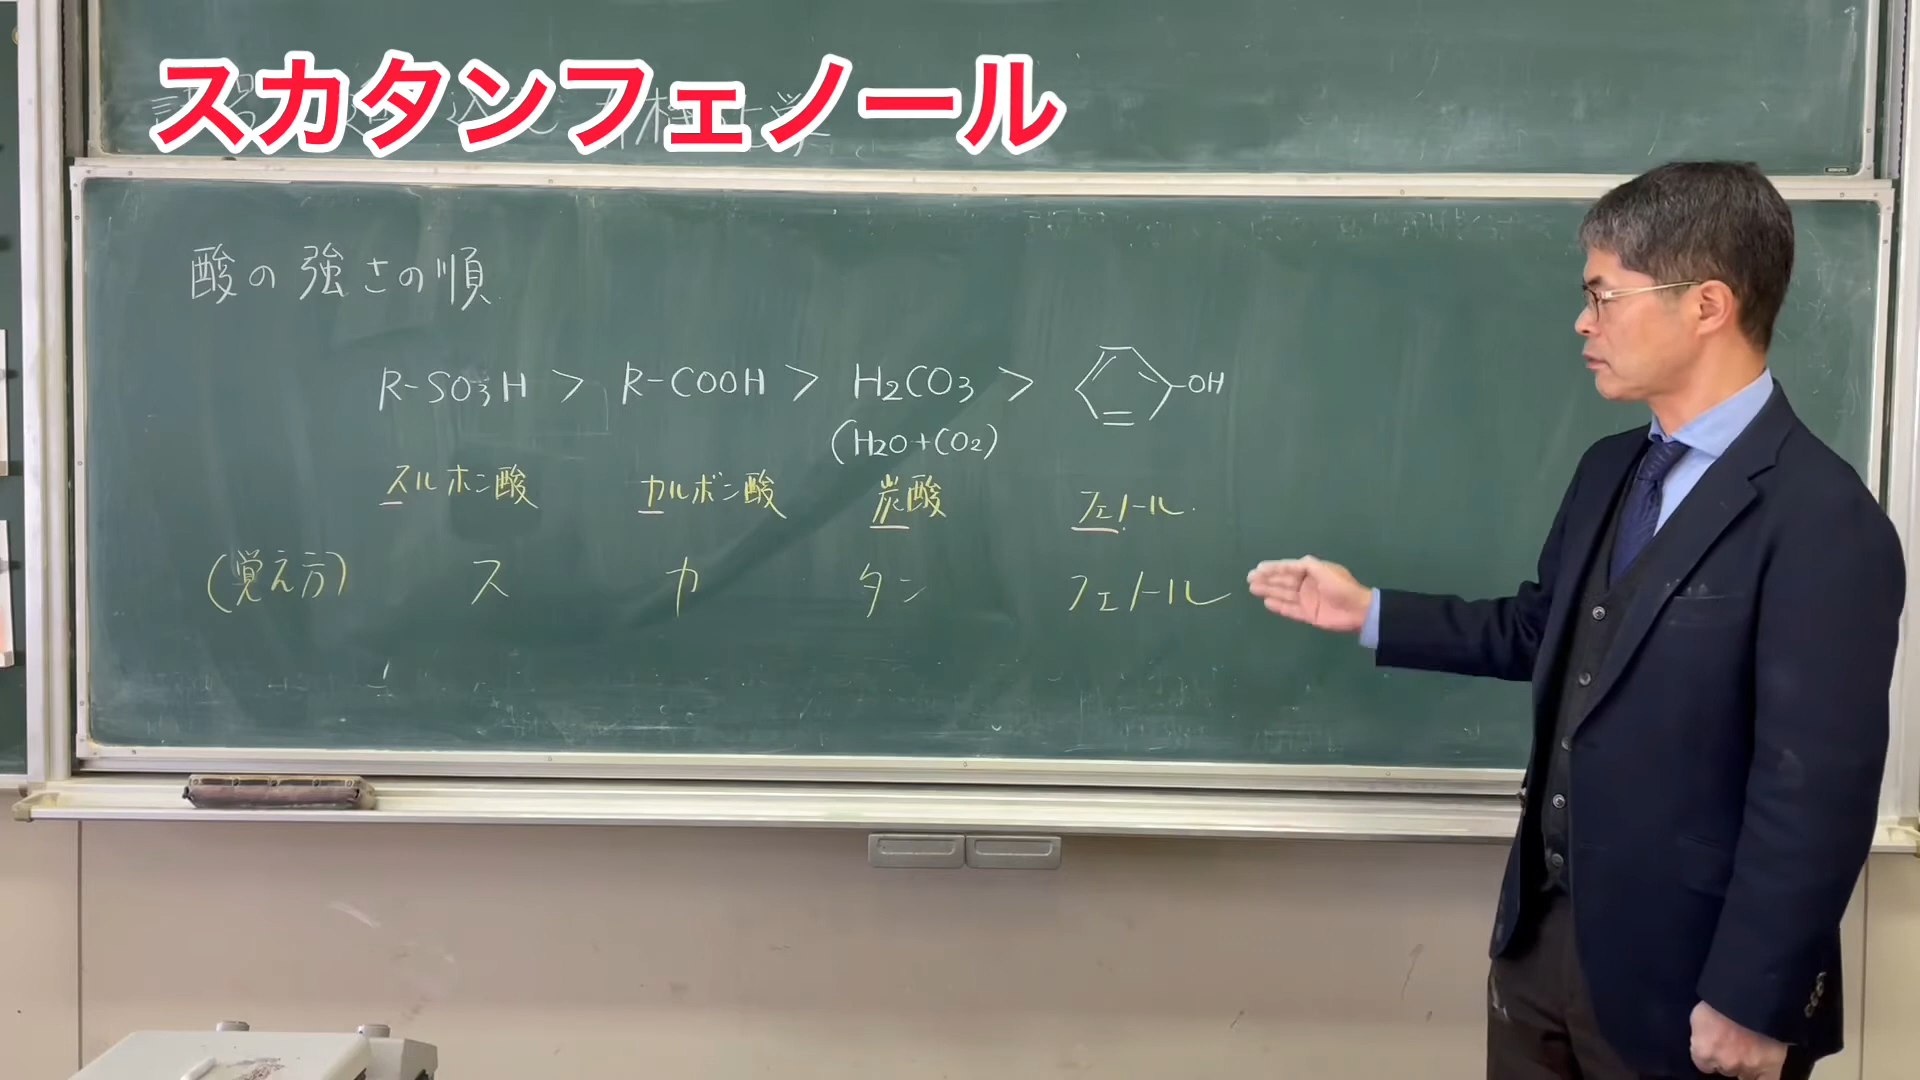 スカタンフェノール
酸の強さの順
R-SO3H > R-COOH > H2CO3 > -OH
(H2O+CO2)
スルホン酸 カルボン酸 炭酸 フェノール
(覚え方) ス カ タン フェノール